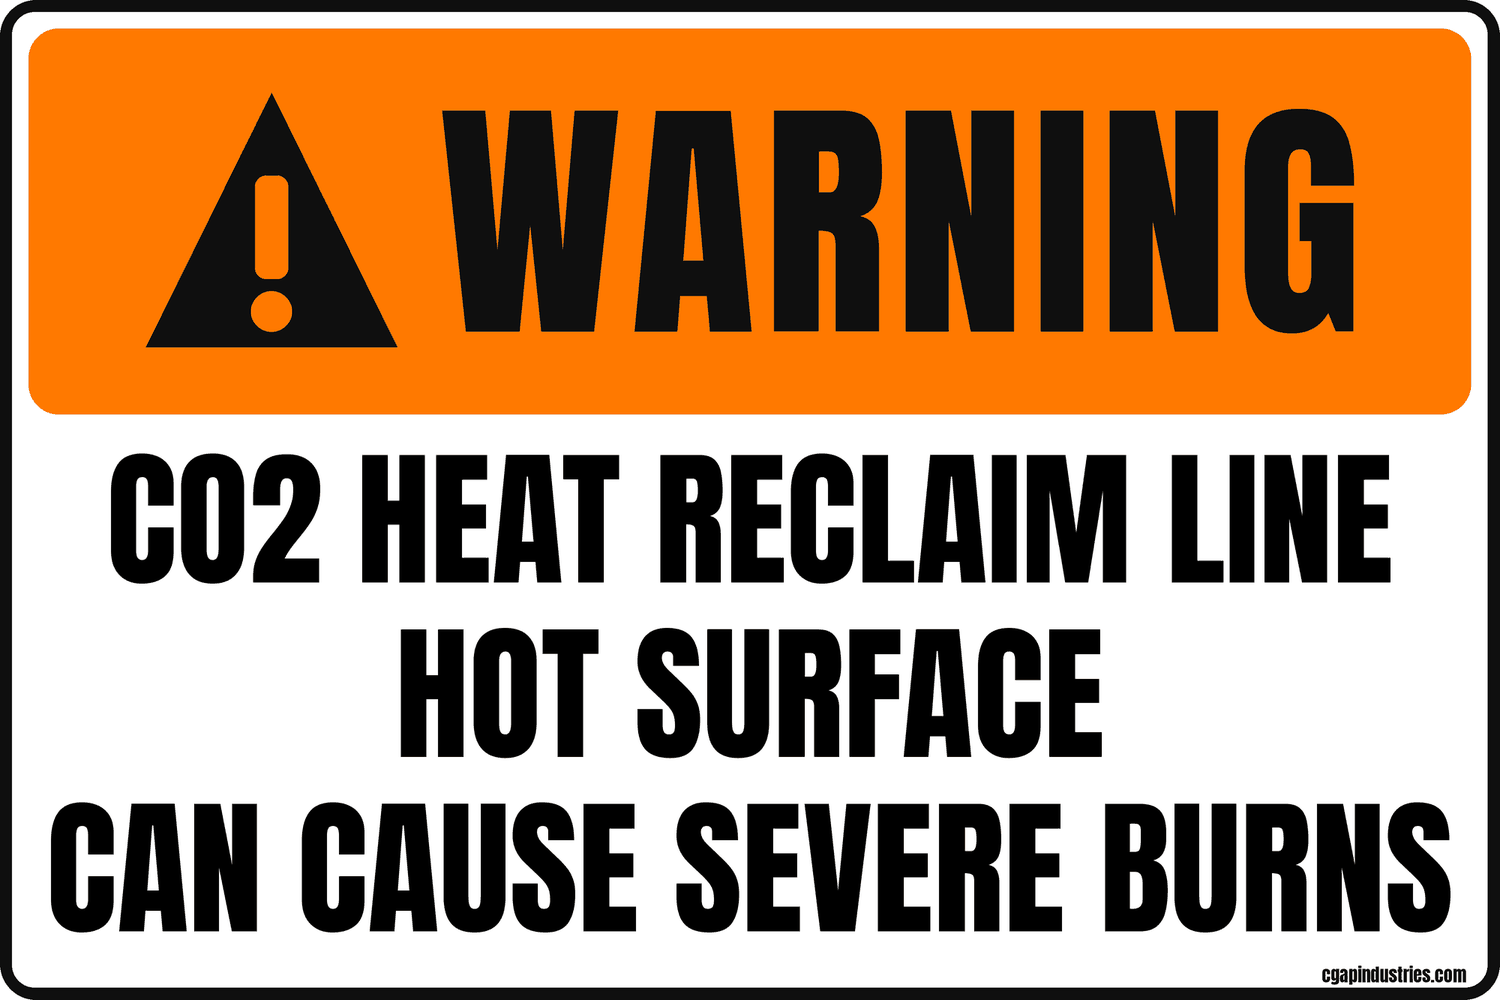 WARNING
CO2 HEAT RECLAIM LINE
HOT SURFACE
CAN CAUSE SEVERE BURNS
cgapindustries.com